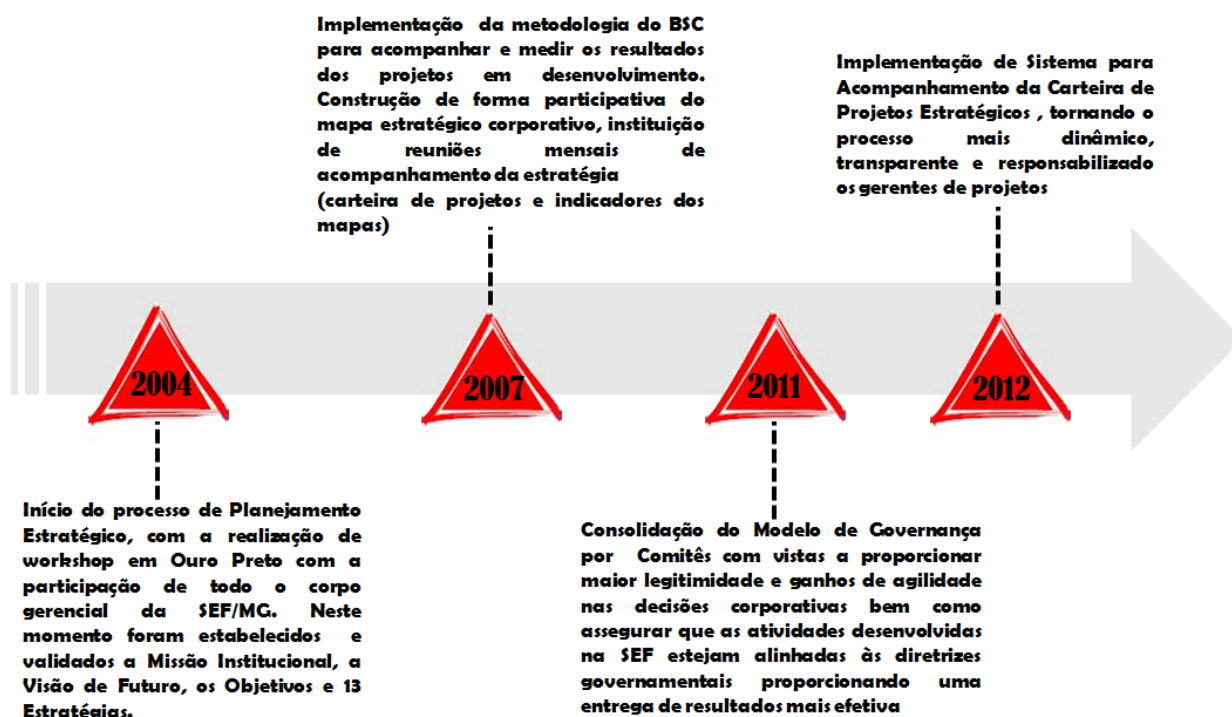 Implementação da metodologia do BSC
para acompanhar e medir os resultados
dos projetos em desenvolvimento.
Construção de forma participativa do
mapa estratégico corporativo, instituição
de reuniões mensais de
acompanhamento da estratégia
(carteira de projetos e indicadores dos
mapas)
Implementação de Sistema para
Acompanhamento da Carteira de
Projetos Estratégicos , tornando o
processo mais dinâmico,
transparente e responsabilizado
os gerentes de projetos
2004
2007
2011
2012
Início do processo de Planejamento
Estratégico, com a realização de
workshop em Ouro Preto com a
participação de todo o corpo
gerencial da SEF/MG. Neste
momento foram estabelecidos e
validados a Missão Institucional, a
Visão de Futuro, os Objetivos e 13
Estratégias.
Consolidação do Modelo de Governança
por Comitês com vistas a proporcionar
maior legitimidade e ganhos de agilidade
nas decisões corporativas bem como
assegurar que as atividades desenvolvidas
na SEF estejam alinhadas às diretrizes
governamentais proporcionando uma
entrega de resultados mais efetiva